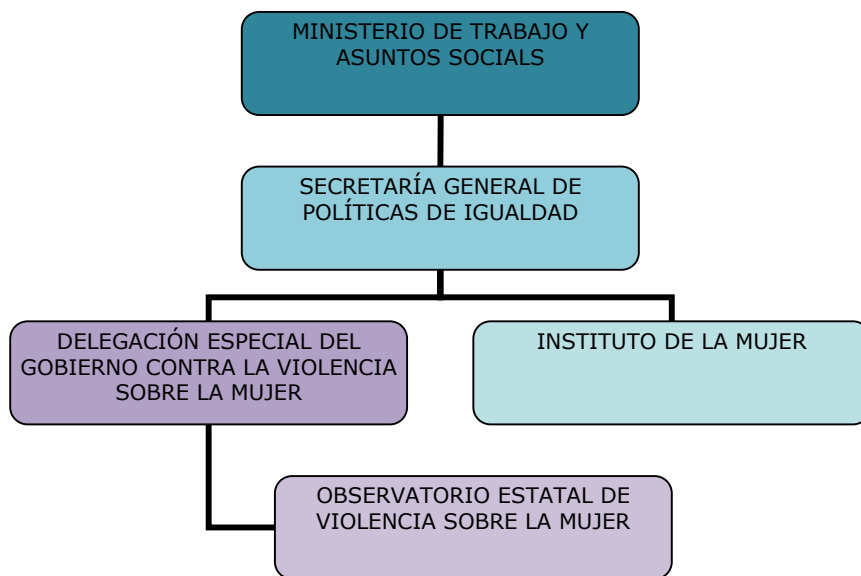 MINISTERIO DE TRABAJO Y
ASUNTOS SOCIALS
SECRETARÍA GENERAL DE
POLÍTICAS DE IGUALDAD
DELEGACIÓN ESPECIAL DEL
GOBIERNO CONTRA LA VIOLENCIA
SOBRE LA MUJER
INSTITUTO DE LA MUJER
OBSERVATORIO ESTATAL DE
VIOLENCIA SOBRE LA MUJER